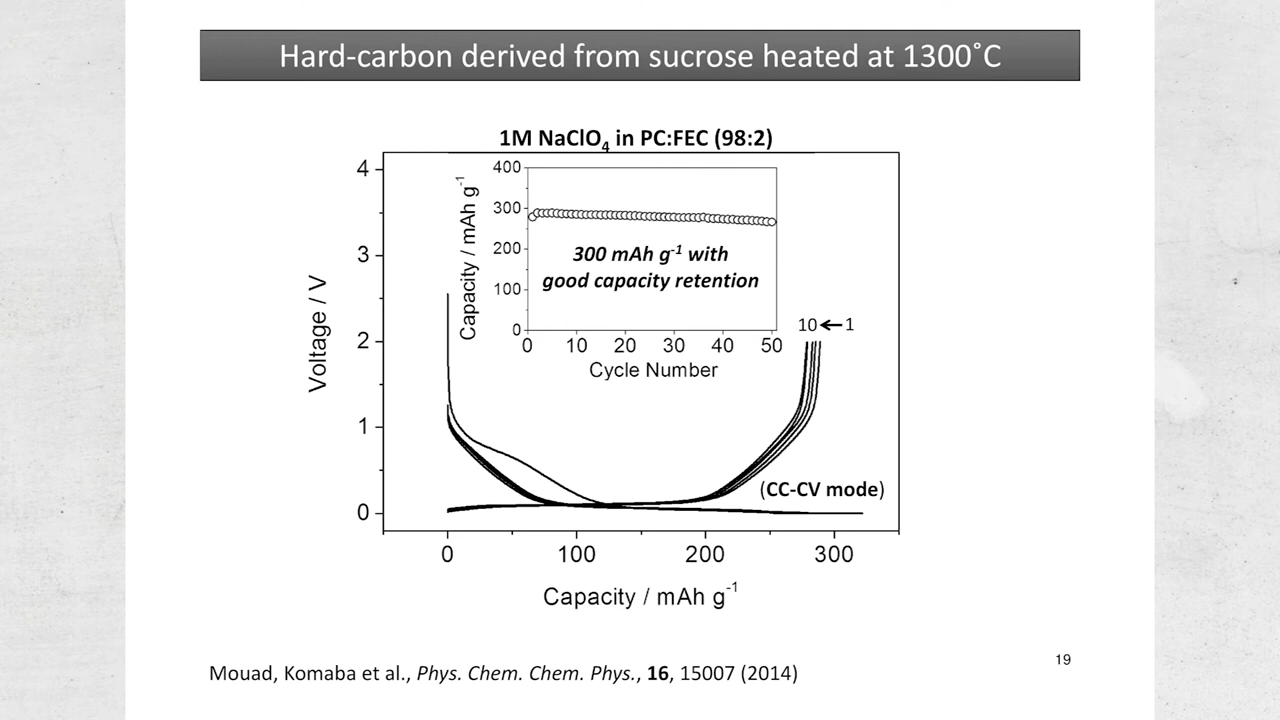 Hard-carbon derived from sucrose heated at 1300˚C
1M NaClO4 in PC:FEC (98:2)
4
3
2
1
0
Voltage / V
400
300
200
100
0
Capacity / mAh g-1
300 mAh g-1 with
good capacity retention
0 10 20 30 40 50
Cycle Number
10←1
(CC-CV mode)
0 100 200 300
Capacity / mAh g-1
19
Mouad, Komaba et al., Phys. Chem. Chem. Phys., 16, 15007 (2014)